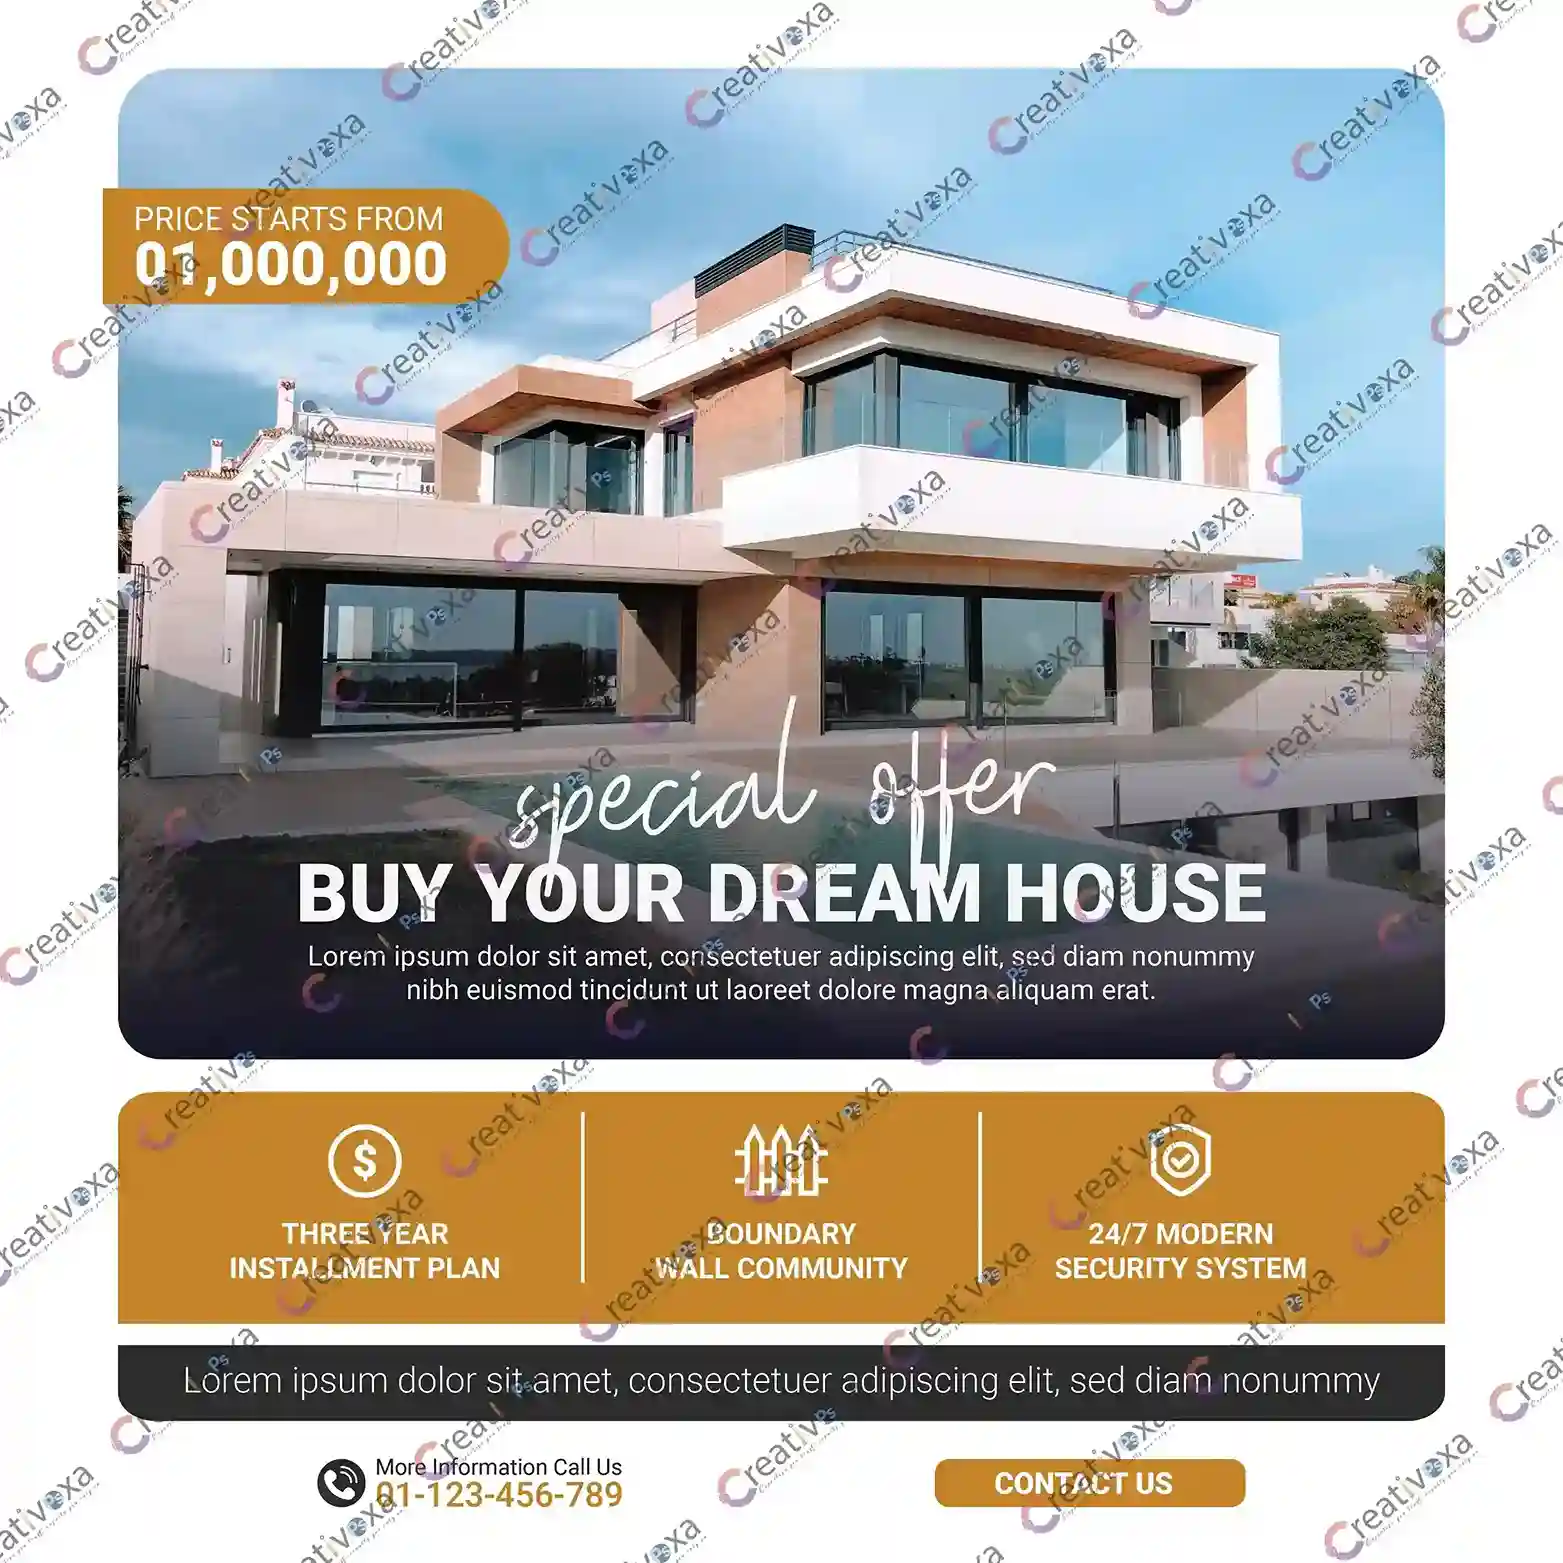 PRICE STARTS FROM
01,000,000
special offer
BUY YOUR DREAM HOUSE
Lorem ipsum dolor sit amet, consectetuer adipiscing elit, sed diam nonummy
nibh euismod tincidunt ut laoreet dolore magna aliquam erat.
THREE YEAR
INSTALLMENT PLAN
BOUNDARY
WALL COMMUNITY
24/7 MODERN
SECURITY SYSTEM
Lorem ipsum dolor sit amet, consectetuer adipiscing elit, sed diam nonummy
More Information Call Us
01-123-456-789
CONTACT US
Creativoxa